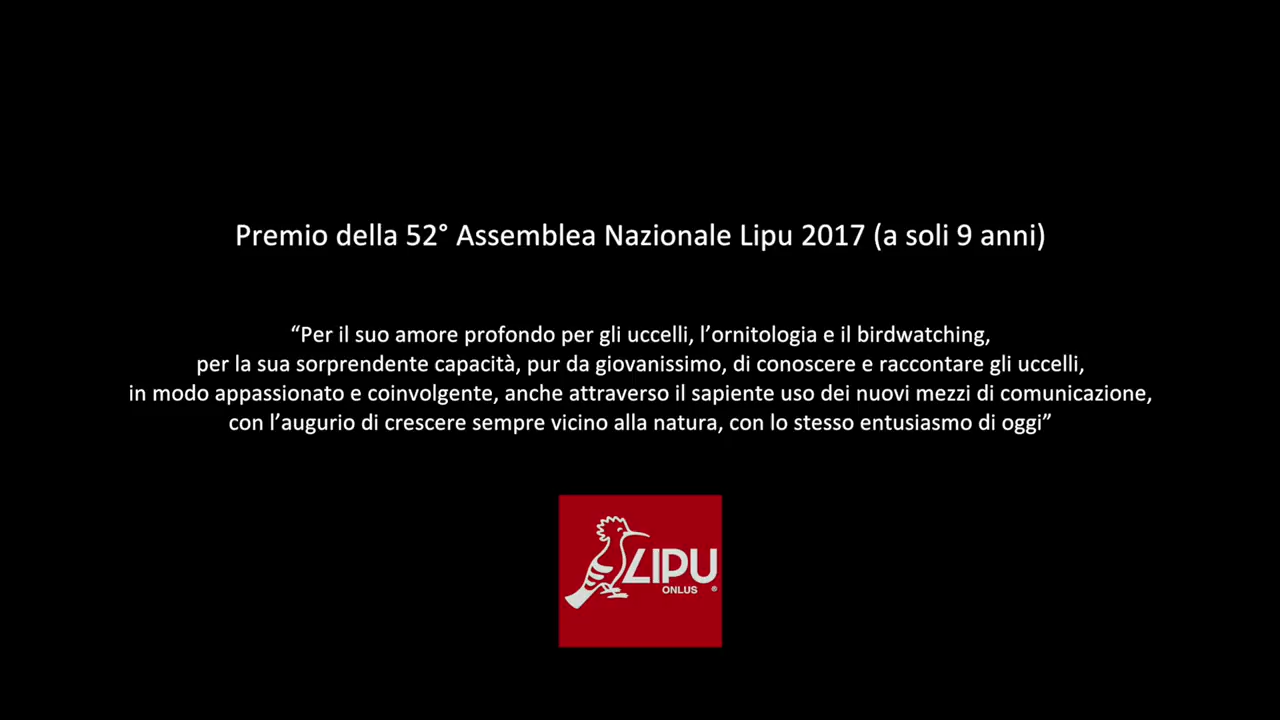 Premio della 52° Assemblea Nazionale Lipu 2017 (a soli 9 anni)
“Per il suo amore profondo per gli uccelli, l’ornitologia e il birdwatching,
per la sua sorprendente capacità, pur da giovanissimo, di conoscere e raccontare gli uccelli,
in modo appassionato e coinvolgente, anche attraverso il sapiente uso dei nuovi mezzi di comunicazione,
con l’augurio di crescere sempre vicino alla natura, con lo stesso entusiasmo di oggi”
LIPU
ONLUS ®